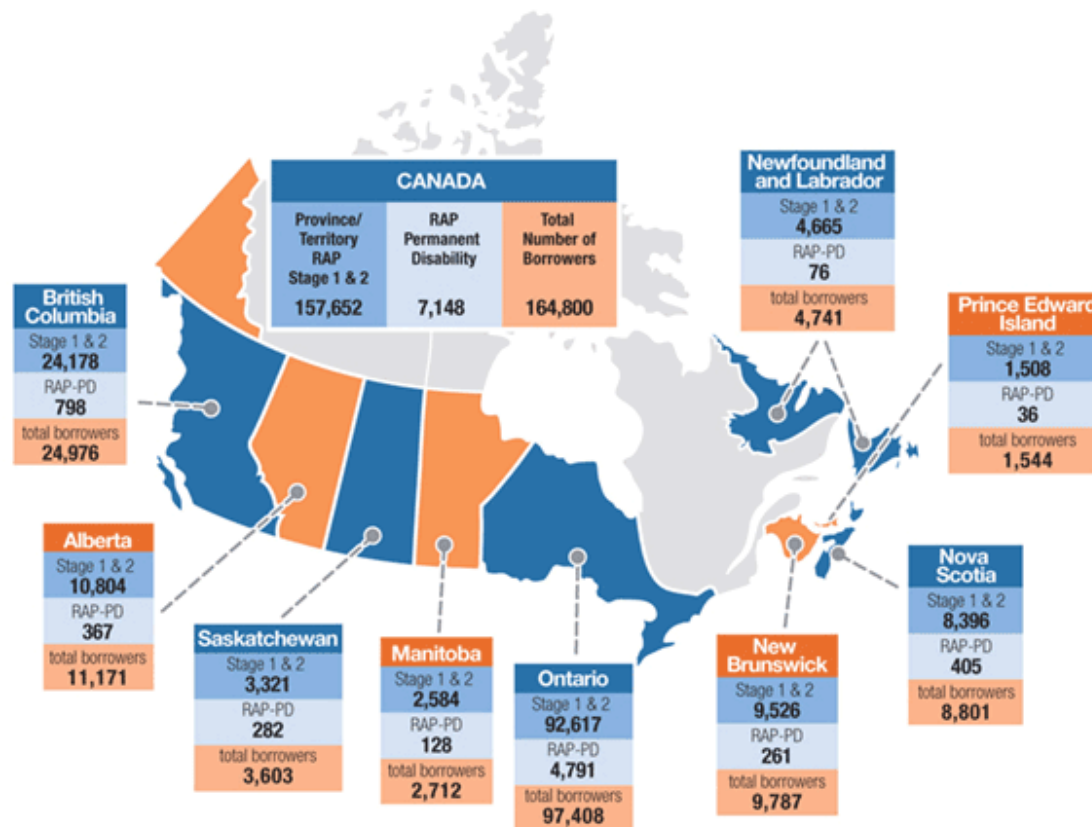 CANADA
Province/
Territory
RAP
Stage 1 & 2
157,652
RAP
Permanent
Disability
7,148
Total
Number of
Borrowers
164,800
Newfoundland
and Labrador
Stage 1 & 2
4,665
RAP-PD
76
total borrowers
4,741
British
Columbia
Stage 1 & 2
24,178
RAP-PD
798
total borrowers
24,976
Prince Edward
Island
Stage 1 & 2
1,508
RAP-PD
36
total borrowers
1,544
Alberta
Stage 1 & 2
10,804
RAP-PD
367
total borrowers
11,171
Saskatchewan
Stage 1 & 2
3,321
RAP-PD
282
total borrowers
3,603
Manitoba
Stage 1 & 2
2,584
RAP-PD
128
total borrowers
2,712
Ontario
Stage 1 & 2
92,617
RAP-PD
4,791
total borrowers
97,408
New
Brunswick
Stage 1 & 2
9,526
RAP-PD
261
total borrowers
9,787
Nova
Scotia
Stage 1 & 2
8,396
RAP-PD
405
total borrowers
8,801